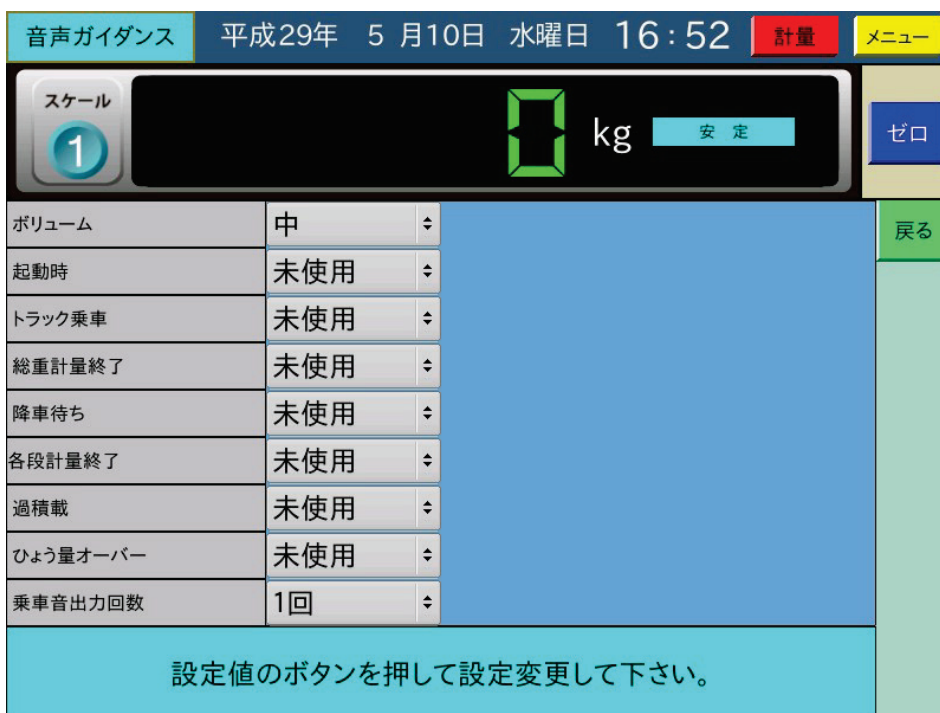 音声ガイダンス 平成29年 5月10日 水曜日 16:52 計量 メニュー
スケール
1 0 kg 安定 ゼロ
ボリューム 中 戻る
起動時 未使用
トラック乗車 未使用
総重計量終了 未使用
降車待ち 未使用
各段計量終了 未使用
過積載 未使用
ひょう量オーバー 未使用
乗車音出力回数 1回
設定値のボタンを押して設定変更して下さい。